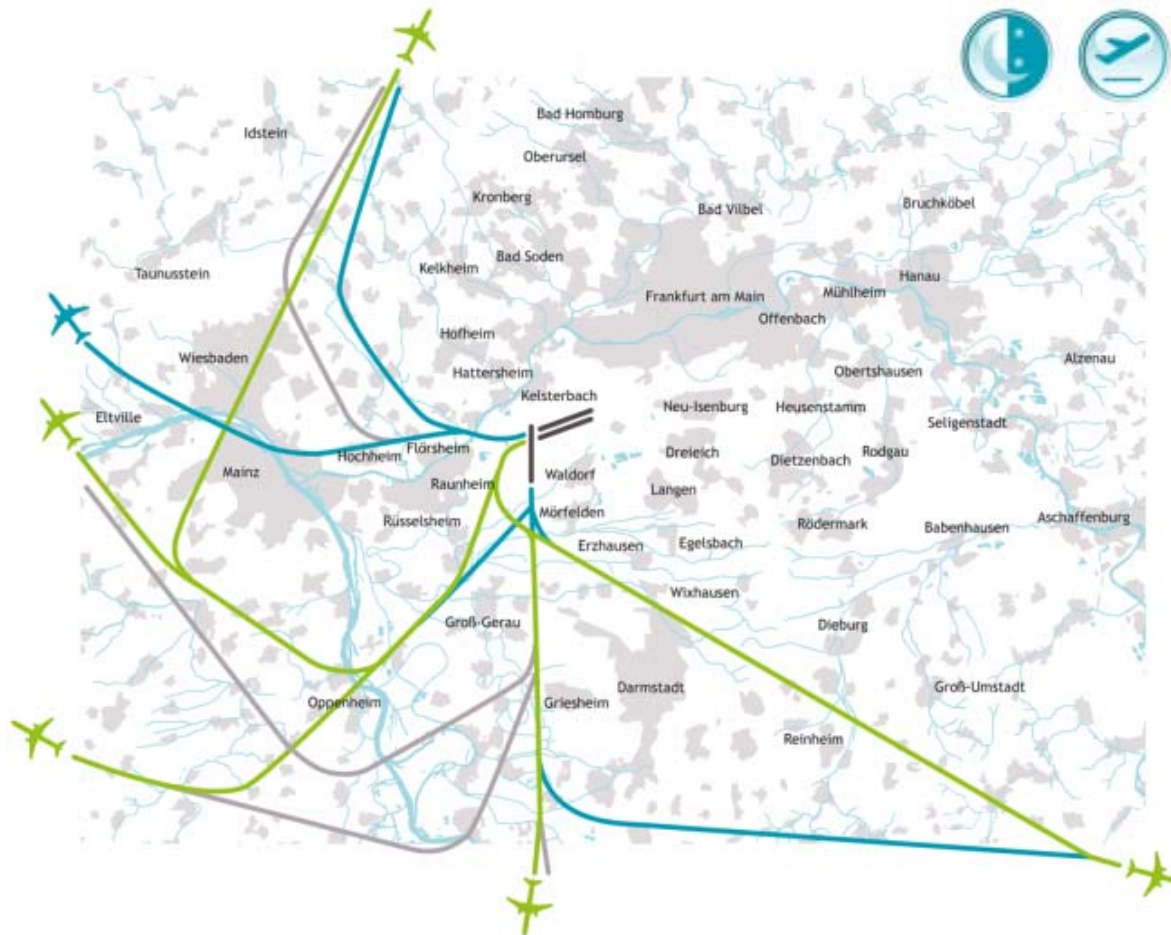 Bad Homburg
Idstein
Oberursel
Kronberg
Bad Vilbel
Bruchköbel
Bad Soden
Taunusstein
Kelkheim
Hanau
Mühlheim
Frankfurt am Main
Offenbach
Hofheim
Wiesbaden
Alzenau
Hattersheim
Obertshausen
Kelsterbach
Neu-Isenburg
Heusenstamm
Eltville
Seligenstadt
Flörsheim
Hochheim
Dreieich
Rodgau
Dietzenbach
Mainz
Waldorf
Raunheim
Langen
Mörfelden
Rüsselsheim
Aschaffenburg
Rödermark
Babenhausen
Erzhausen
Egelsbach
Wixhausen
Groß-Gerau
Dieburg
Darmstadt
Groß-Umstadt
Oppenheim
Griesheim
Reinheim